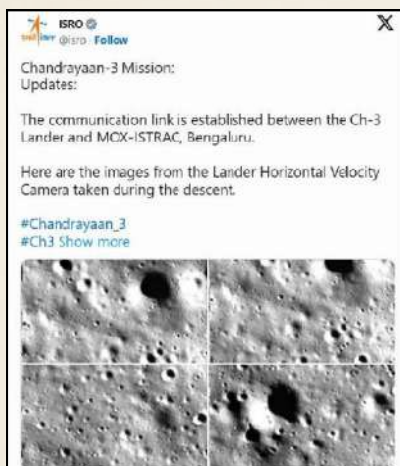 ISRO
@isro Follow
X
Chandrayaan-3 Mission:
Updates:
The communication link is established between the Ch-3
Lander and MOX-ISTRAC, Bengaluru.
Here are the images from the Lander Horizontal Velocity
Camera taken during the descent.
#Chandrayaan_3
#Ch3 Show more